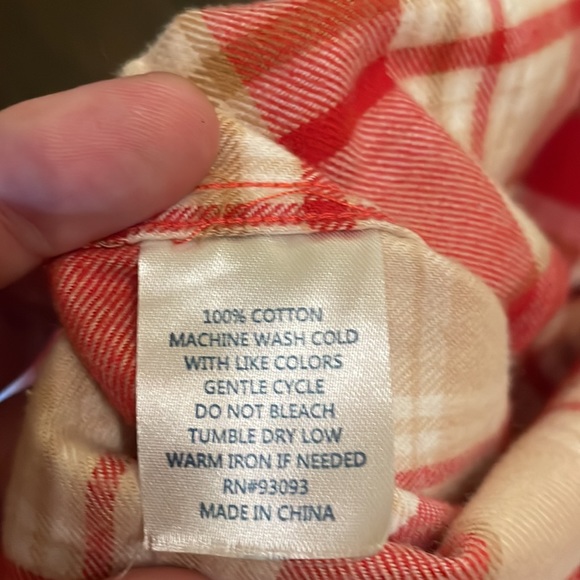 100% COTTON
MACHINE WASH COLD
WITH LIKE COLORS
GENTLE CYCLE
DO NOT BLEACH
TUMBLE DRY LOW
WARM IRON IF NEEDED
RN#93093
MADE IN CHINA